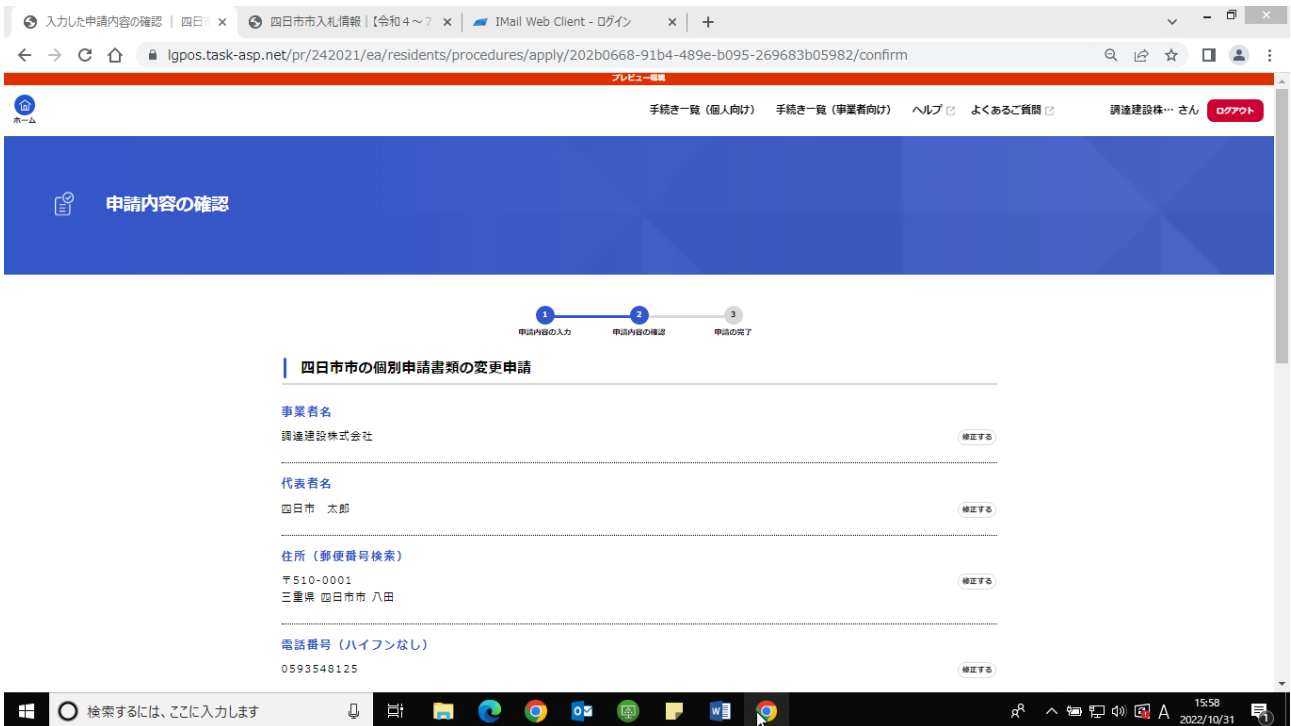 入力した申請内容の確認 | 四日市
四日市市入札情報 |【令和４～７
IMail Web Client - ログイン
lgpos.task-asp.net/pr/242021/ea/residents/procedures/apply/202b0668-91b4-489e-b095-269683b05982/confirm
プレビュー環境
ホーム
手続き一覧（個人向け）
手続き一覧（事業者向け）
ヘルプ
よくあるご質問
調達建設株… さん
ログアウト
申請内容の確認
1
2
3
申請内容の入力
申請内容の確認
申請の完了
四日市市の個別申請書類の変更申請
事業者名
調達建設株式会社
修正する
代表者名
四日市　太郎
修正する
住所（郵便番号検索）
〒510-0001
三重県 四日市市 八田
修正する
電話番号（ハイフンなし）
0593548125
修正する
検索するには、ここに入力します
A
15:58
2022/10/31
1